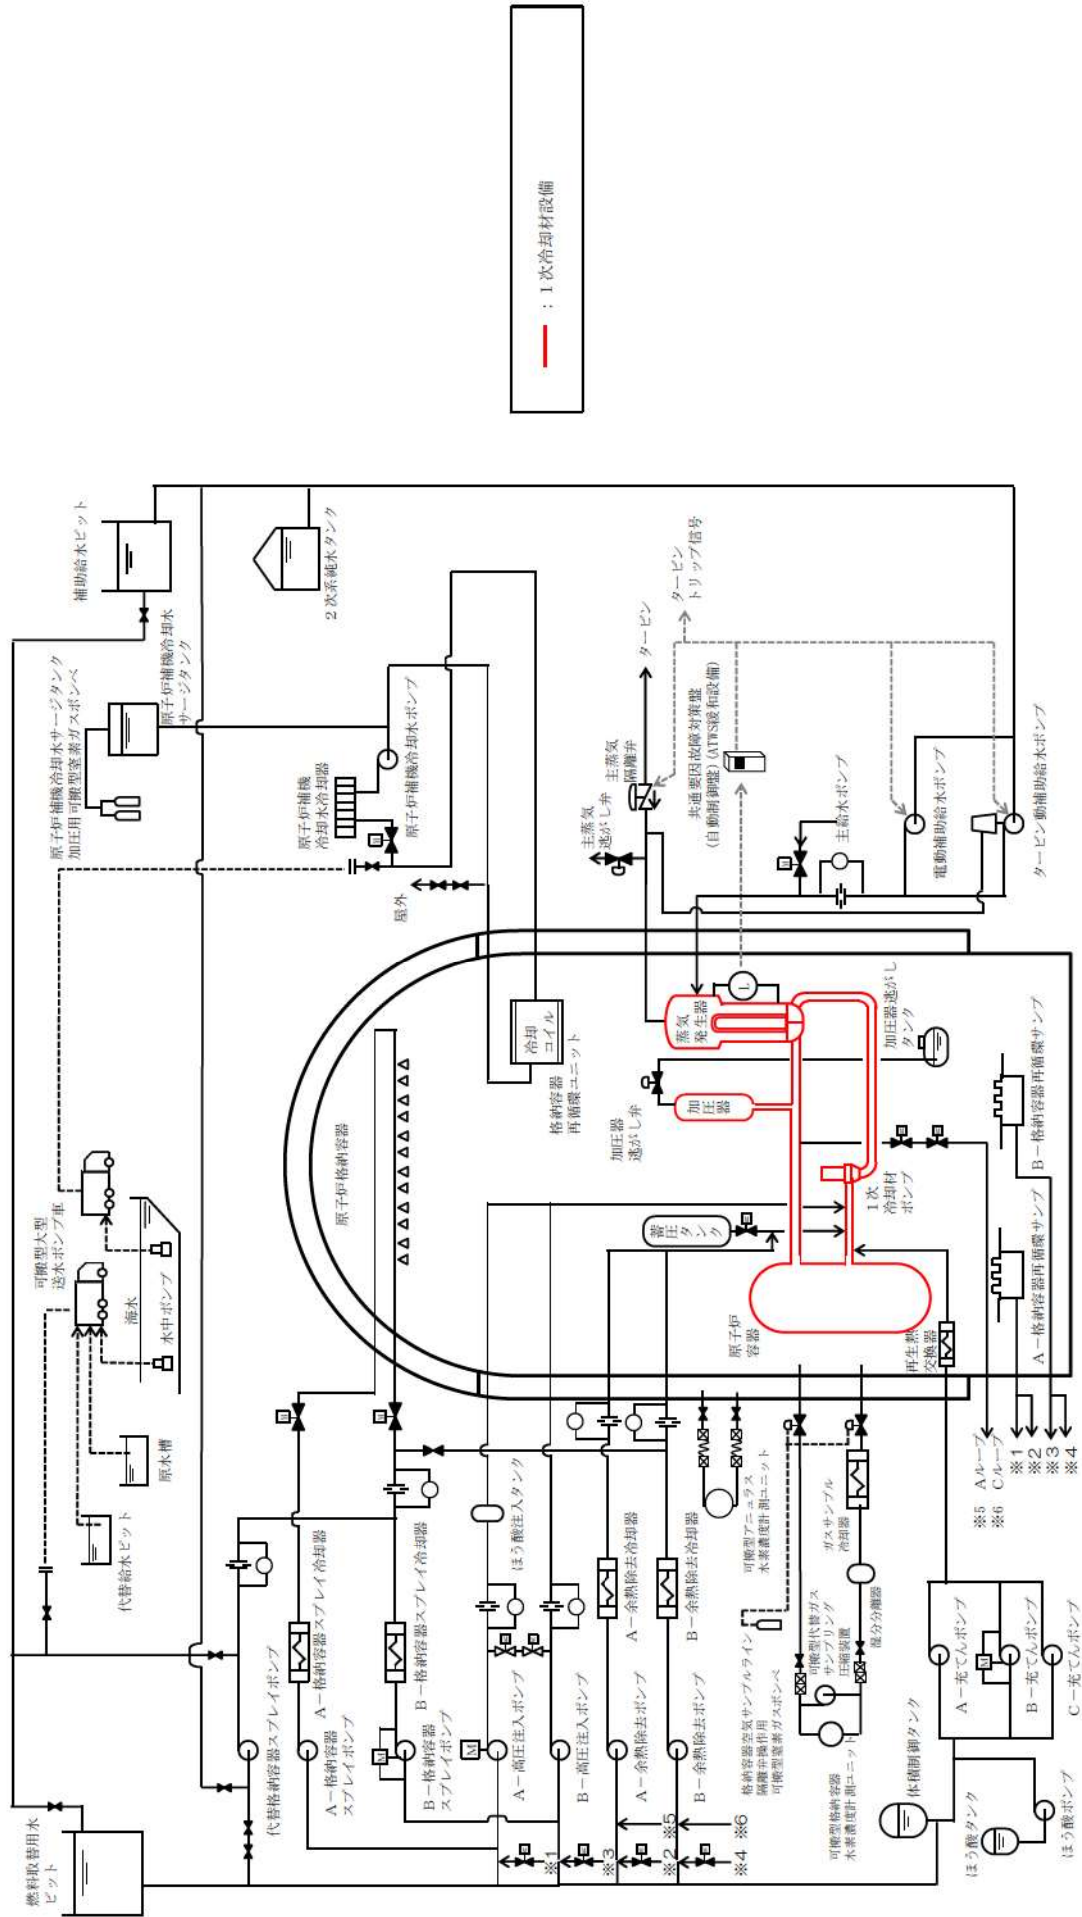 燃料取替用水
ピット
代替給水ピット
原水槽
可搬型大型
送水ポンプ車
海水
水中ポンプ
補助給水ピット
原子炉補機冷却水サージタンク
加圧用可搬型窒素ガスボンベ
原子炉補機冷却水
サージタンク
2次系純水タンク
原子炉補機
冷却水冷却器
原子炉補機冷却水ポンプ
屋外
代替格納容器スプレイポンプ
A-格納容器スプレイ冷却器
A-格納容器
スプレイポンプ
B-格納容器スプレイ冷却器
B-格納容器
スプレイポンプ
原子炉格納容器
冷却
コイル
格納容器
再循環ユニット
ほう酸注入タンク
A-高圧注入ポンプ
B-高圧注入ポンプ
A-余熱除去冷却器
A-余熱除去ポンプ
B-余熱除去冷却器
B-余熱除去ポンプ
※1
※3
※2
※5
※4
※6
加圧器
逃がし弁
加圧器
蒸気
発生器
L
蓄圧タンク
加圧器逃がし
タンク
1次
冷却材
ポンプ
原子炉
容器
再生熱
交換器
主蒸気
逃がし弁
主蒸気
隔離弁
タービン
タービン
トリップ信号
共通要因故障対策盤
(自動制御盤)(ATWS緩和設備)
主給水ポンプ
電動補助給水ポンプ
タービン動補助給水ポンプ
可搬型アニュラス
水素濃度計測ユニット
格納容器空気サンプルライン
隔離弁操作用
可搬型窒素ガスボンベ
可搬型代替ガス
サンプリング
圧縮装置
ガスサンプル
冷却器
湿分分離器
可搬型格納容器
水素濃度計測ユニット
A-格納容器再循環サンプ
B-格納容器再循環サンプ
※5 Aループ
※6 Cループ
※1
※2
※3
※4
体積制御タンク
ほう酸タンク
ほう酸ポンプ
A-充てんポンプ
B-充てんポンプ
C-充てんポンプ
M
M
M
:1次冷却材設備